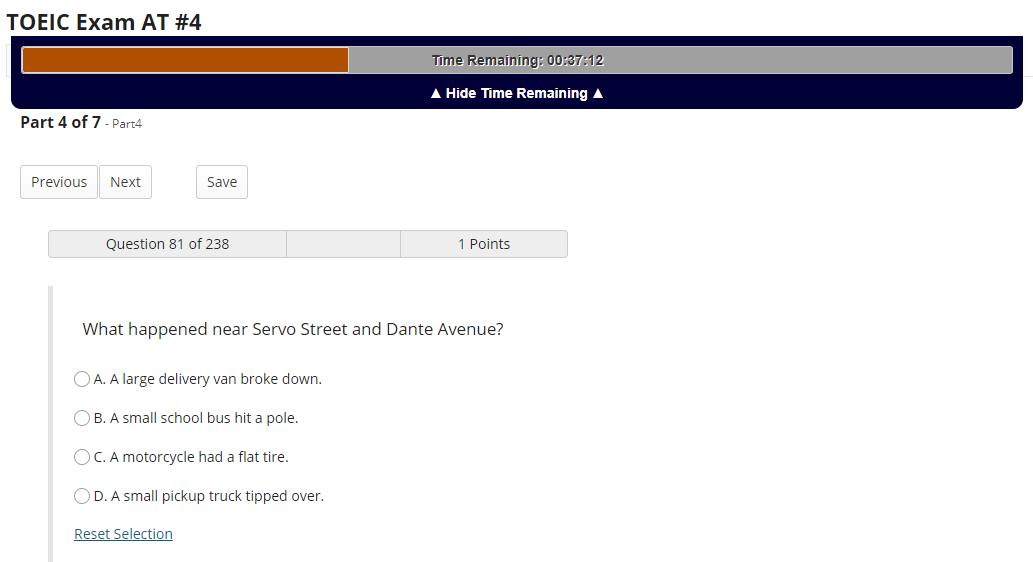 TOEIC Exam AT #4
Time Remaining: 00:37:12
▲ Hide Time Remaining ▲
Part 4 of 7 - Part4
Previous Next Save
Question 81 of 238 1 Points
What happened near Servo Street and Dante Avenue?
A. A large delivery van broke down.
B. A small school bus hit a pole.
C. A motorcycle had a flat tire.
D. A small pickup truck tipped over.
Reset Selection